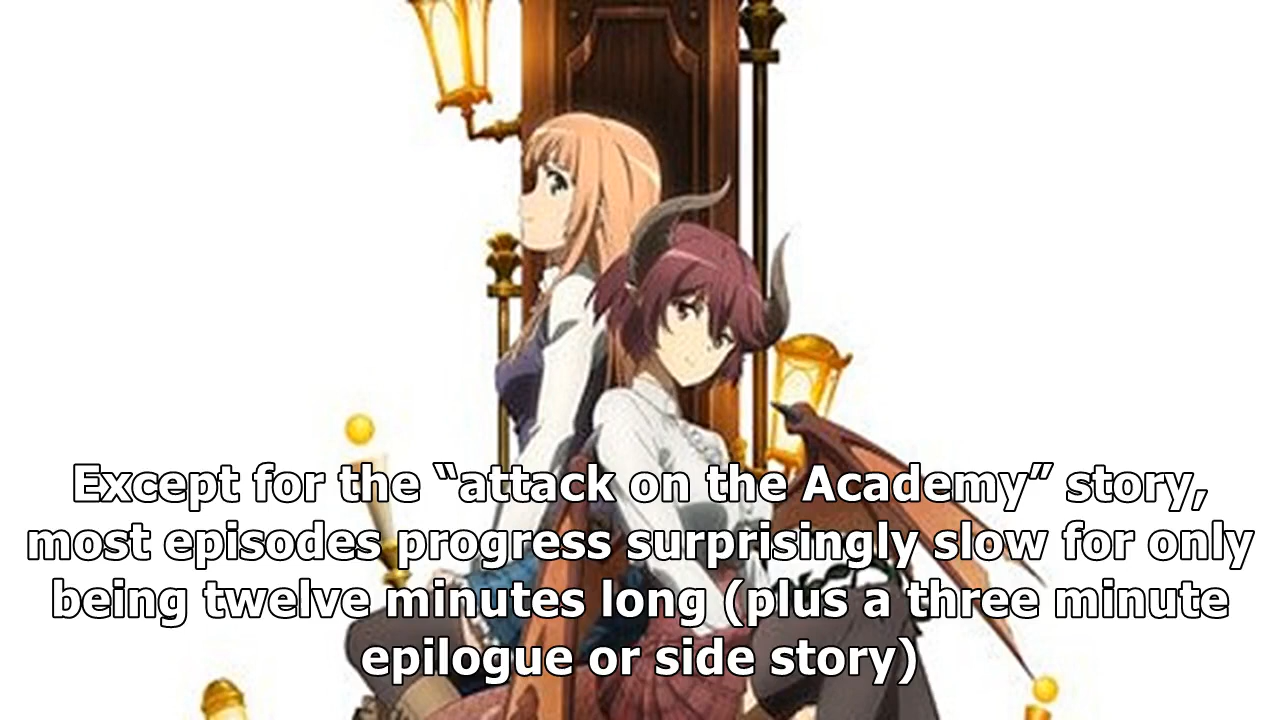 Except for the “attack on the Academy” story,
most episodes progress surprisingly slow for only
being twelve minutes long (plus a three minute
epilogue or side story)